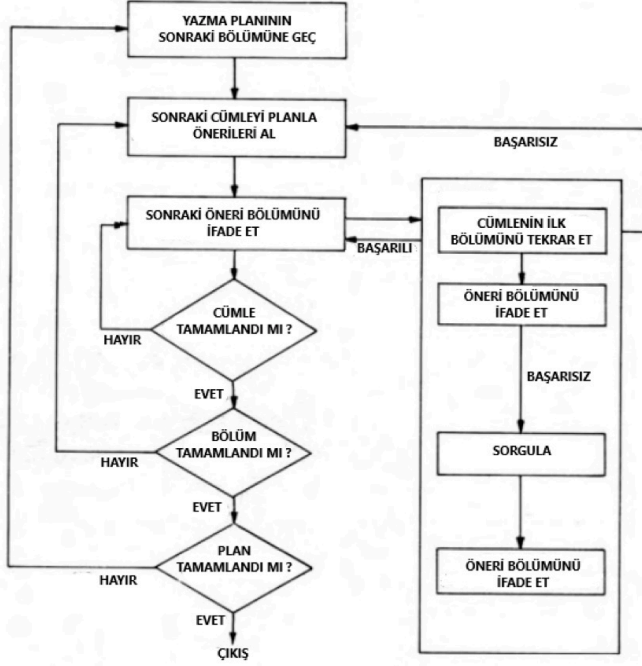 YAZMA PLANININ
SONRAKİ BÖLÜMÜNE GEÇ
SONRAKİ CÜMLEYİ PLANLA
ÖNERİLERİ AL
BAŞARISIZ
SONRAKİ ÖNERİ BÖLÜMÜNÜ
İFADE ET
BAŞARILI
CÜMLENİN İLK
BÖLÜMÜNÜ TEKRAR ET
ÖNERİ BÖLÜMÜNÜ
İFADE ET
CÜMLE
TAMAMLANDI MI ?
HAYIR
EVET
BAŞARISIZ
BÖLÜM
TAMAMLANDI MI ?
HAYIR
EVET
SORGULA
PLAN
TAMAMLANDI MI ?
HAYIR
EVET
ÇIKIŞ
ÖNERİ BÖLÜMÜNÜ
İFADE ET